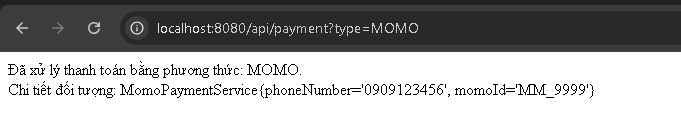 localhost:8080/api/payment?type=MOMO
Đã xử lý thanh toán bằng phương thức: MOMO.
Chi tiết đối tượng: MomoPaymentService{phoneNumber='0909123456', momoId='MM_9999'}